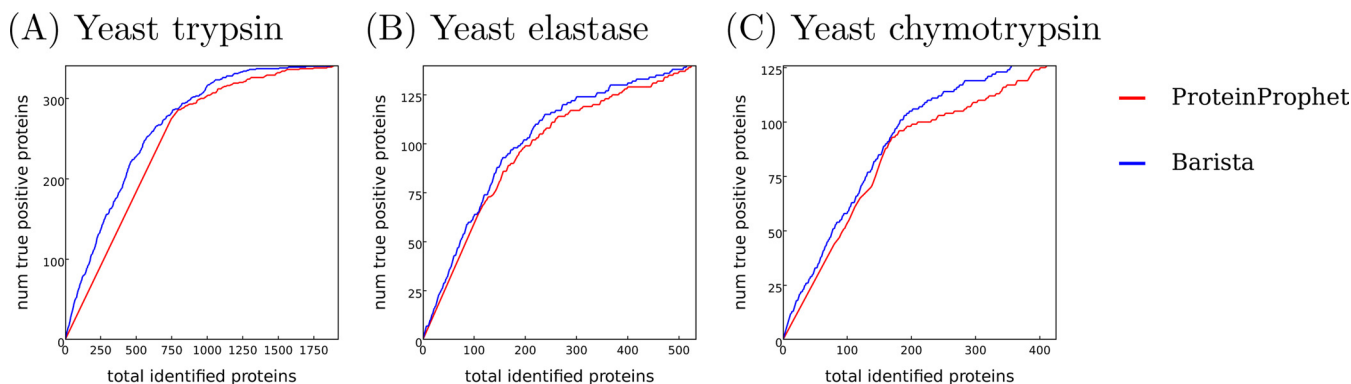 (A) Yeast trypsin
(B) Yeast elastase
(C) Yeast chymotrypsin
num true positive proteins
300
200
100
0
0 250 500 750 1000 1250 1500 1750
total identified proteins
num true positive proteins
125
100
75
50
25
0
0 100 200 300 400 500
total identified proteins
num true positive proteins
125
100
75
50
25
0
0 100 200 300 400
total identified proteins
ProteinProphet
Barista